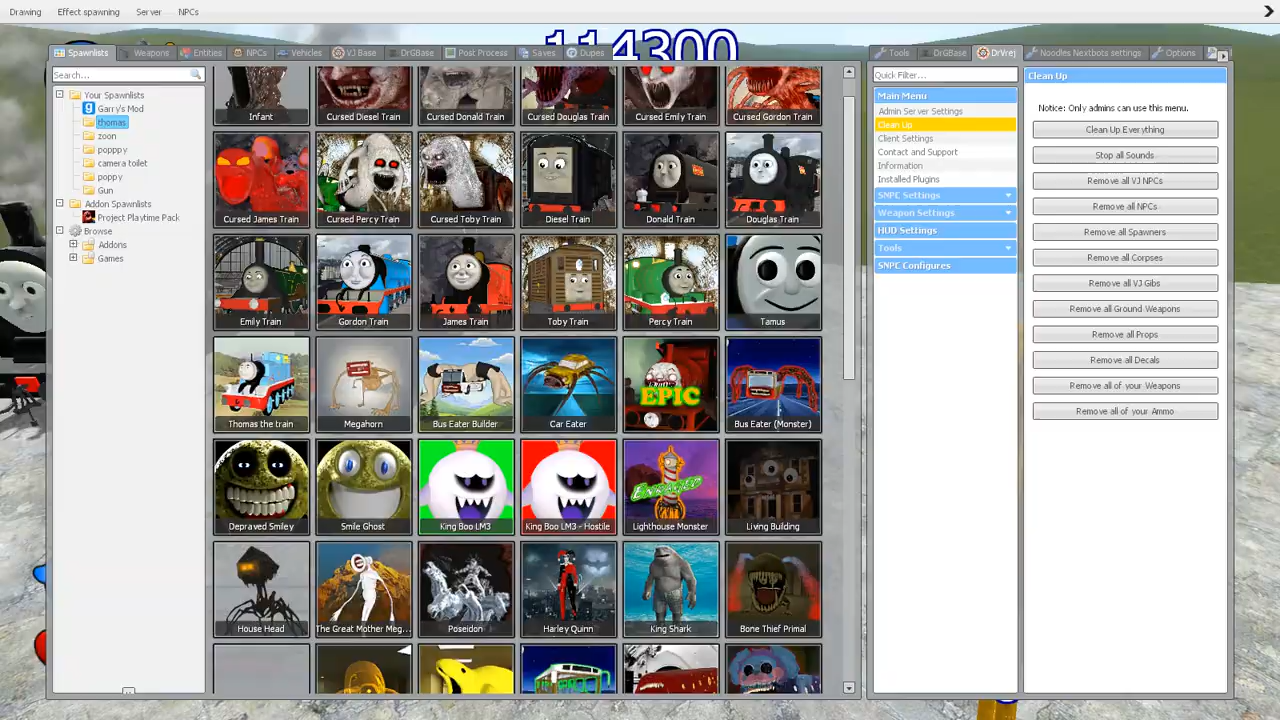 Drawing Effect spawning Server NPCs
114300
Spawnlists Weapons Entities NPCs Vehicles VJ Base DrGBase Post Process Saves Dupes
Tools DrGBase DrVrej Noodles Nextbots settings Options
Search...
Your Spawnlists
Garry's Mod
thomas
zoon
popppy
camera toilet
poppy
Gun
Addon Spawnlists
Project Playtime Pack
Browse
Addons
Games
Infant Cursed Diesel Train Cursed Donald Train Cursed Douglas Train Cursed Emily Train Cursed Gordon Train
Cursed James Train Cursed Percy Train Cursed Toby Train Diesel Train Donald Train Douglas Train
Emily Train Gordon Train James Train Toby Train Percy Train Tamus
EPIC
Thomas the train Megahorn Bus Eater Builder Car Eater Bus Eater (Monster)
ENRAGED
Depraved Smiley Smile Ghost King Boo LM3 King Boo LM3 - Hostile Lighthouse Monster Living Building
House Head The Great Mother Meg... Poseidon Harley Quinn King Shark Bone Thief Primal
Quick Filter...
Main Menu
Admin Server Settings
Clean Up
Client Settings
Contact and Support
Information
Installed Plugins
SNPC Settings
Weapon Settings
HUD Settings
Tools
SNPC Configures
Clean Up
Notice: Only admins can use this menu.
Clean Up Everything
Stop all Sounds
Remove all VJ NPCs
Remove all NPCs
Remove all Spawners
Remove all Corpses
Remove all VJ Gibs
Remove all Ground Weapons
Remove all Props
Remove all Decals
Remove all of your Weapons
Remove all of your Ammo